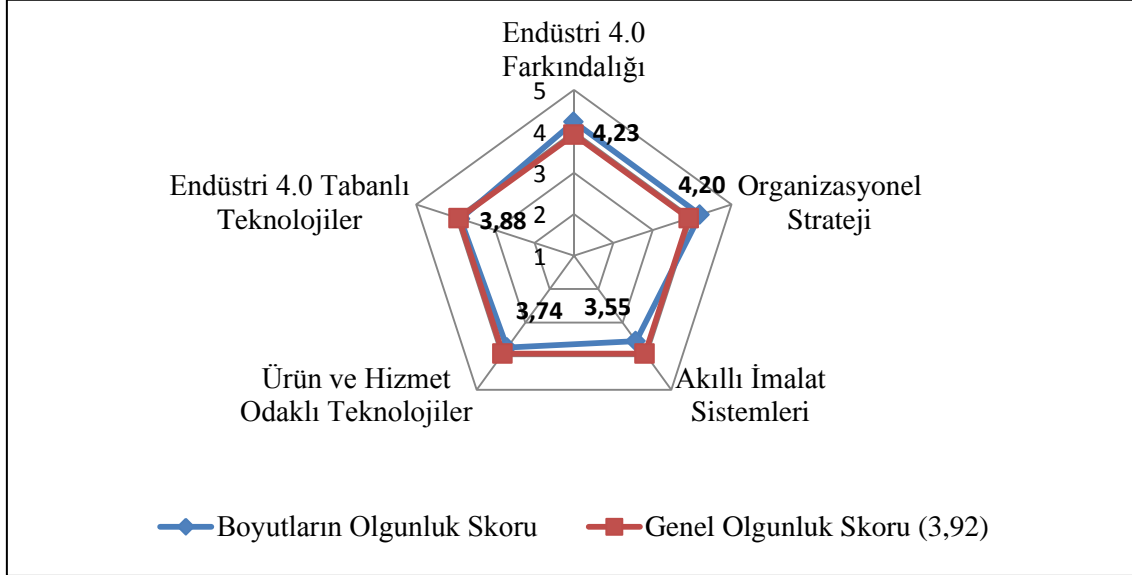 Endüstri 4.0
Farkındalığı
5
4
3
2
1
4,23
4,20
Organizasyonel
Strateji
Endüstri 4.0 Tabanlı
Teknolojiler
3,88
3,74
3,55
Ürün ve Hizmet
Odaklı Teknolojiler
Akıllı İmalat
Sistemleri
Boyutların Olgunluk Skoru
Genel Olgunluk Skoru (3,92)